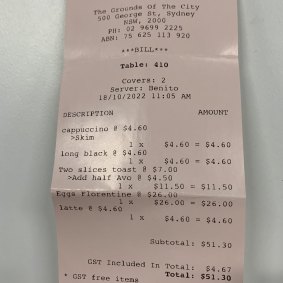 The Grounds Of The City
500 George St, Sydney
NSW, 2000
PH: 02 9699 2225
ABN: 75 625 113 920
***BILL***
Table: 410
Covers: 2
Server: Benito
18/10/2022 11:05 AM
DESCRIPTION AMOUNT
cappuccino @ $4.60
>Skim
1 x $4.60 = $4.60
long black @ $4.60
1 x $4.60 = $4.60
Two slices toast @ $7.00
>Add half Avo @ $4.50
1 x $11.50 = $11.50
Eggs florentine @ $26.00
1 x $26.00 = $26.00
latte @ $4.60
1 x $4.60 = $4.60
Subtotal: $51.30
GST Included In Total: $4.67
Total: $51.30
* GST free items